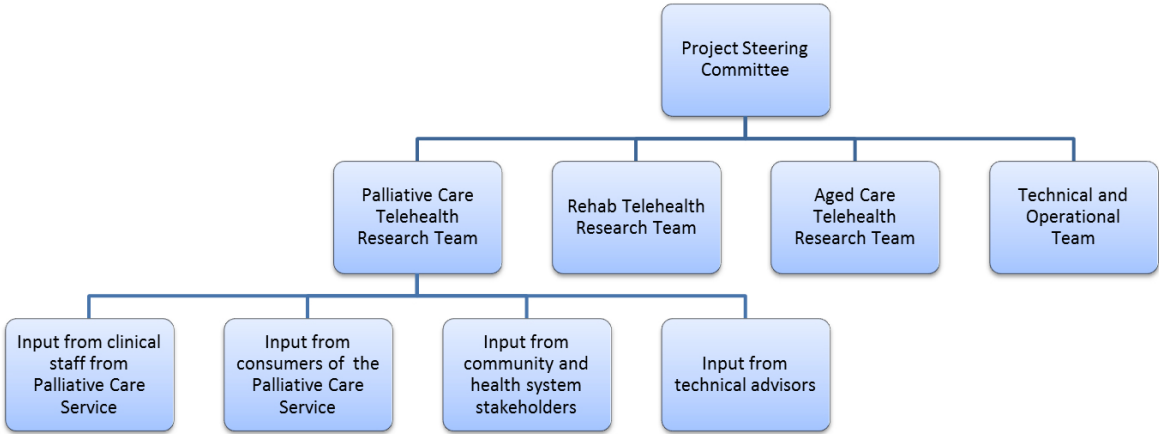 Project Steering
Committee
Palliative Care
Telehealth
Research Team
Rehab Telehealth
Research Team
Aged Care
Telehealth
Research Team
Technical and
Operational
Team
Input from clinical
staff from
Palliative Care
Service
Input from
consumers of the
Palliative Care
Service
Input from
community and
health system
stakeholders
Input from
technical advisors